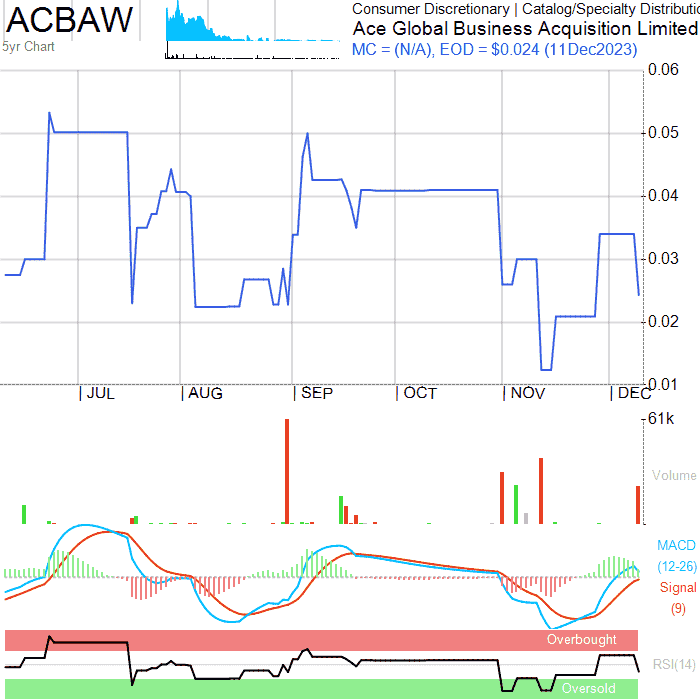 ACBAW
5yr Chart
Consumer Discretionary | Catalog/Specialty Distributio
Ace Global Business Acquisition Limited
MC = (N/A), EOD = $0.024 (11Dec2023)
0.06
0.05
0.04
0.03
0.02
0.01
| JUL | AUG | SEP | OCT | NOV | DEC
61k
Volume
MACD
(12-26)
Signal
(9)
Overbought
RSI(14)
Oversold